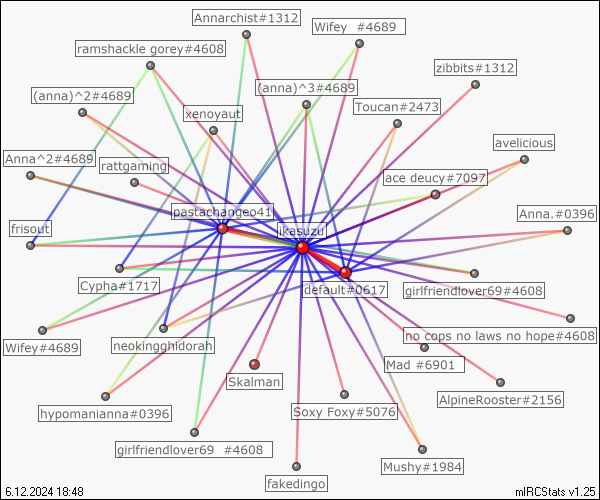 Annarchist#1312
Wifey  #4689
ramshackle gorey#4608
zibbits#1312
(anna)^2#4689
(anna)^3#4689
Toucan#2473
xenoyaut
avelicious
Anna^2#4689
rattgaming
ace deucy#7097
pastachangeo41
Anna.#0396
frisout
ikasuzu
Cypha#1717
default#0617
girlfriendlover69#4608
no cops no laws no hope#4608
Wifey#4689
neokingghidorah
Mad #6901
Skalman
AlpineRooster#2156
hypomanianna#0396
Soxy Foxy#5076
girlfriendlover69  #4608
Mushy#1984
fakedingo
6.12.2024 18:48
mIRCStats v1.25